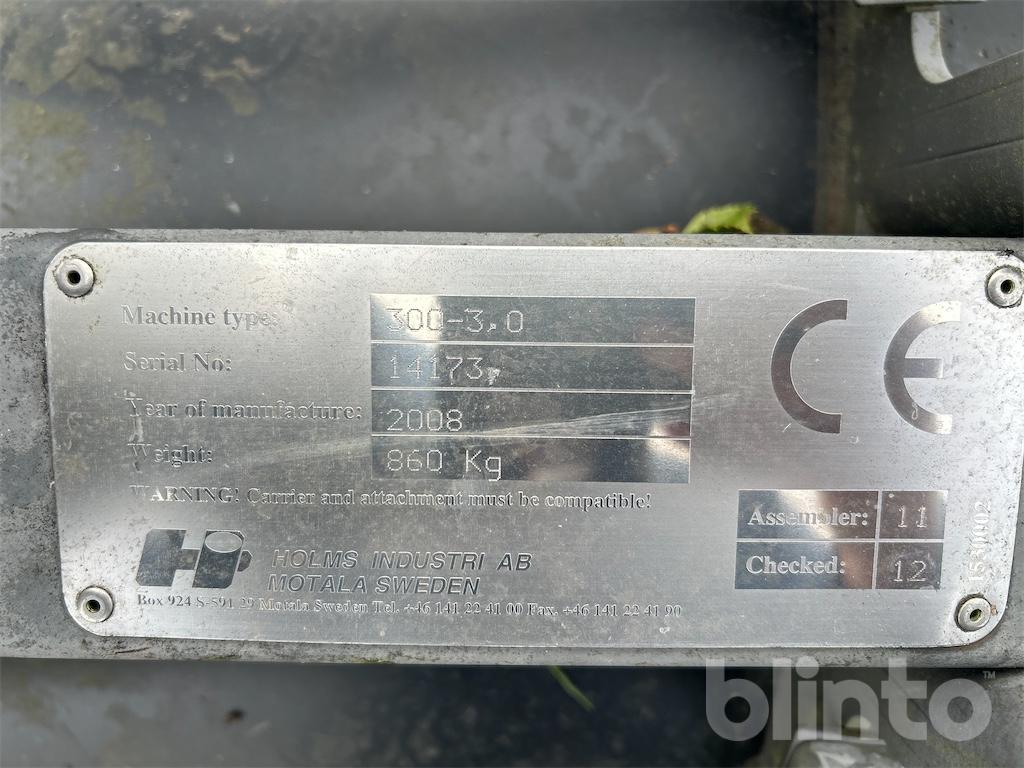 Machine type: 300-3.0
Serial No: 14173
Year of manufacture: 2008
Weight: 860 Kg
WARNING! Carrier and attachment must be compatible!
CE
Assembler: 11
Checked: 12
1530002
HOLMS INDUSTRI AB
MOTALA SWEDEN
Box 924 S-591 29 Motala Sweden Tel. +46 141 22 41 00 Fax. +46 141 22 41 90
blinto™